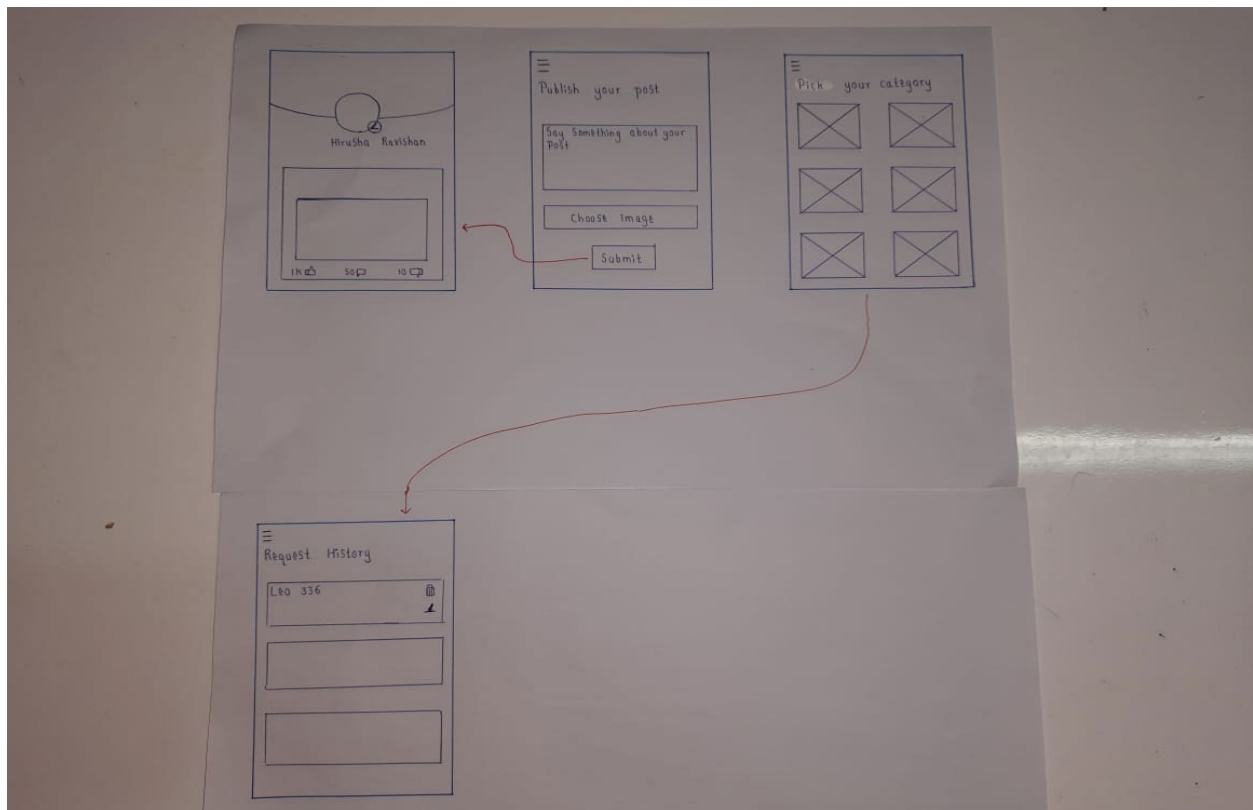 Hirusha Ravishan
1K
50
10
Publish your post
Say Something about your
Post
Choose Image
Submit
Pick your category
Request History
Leo 336